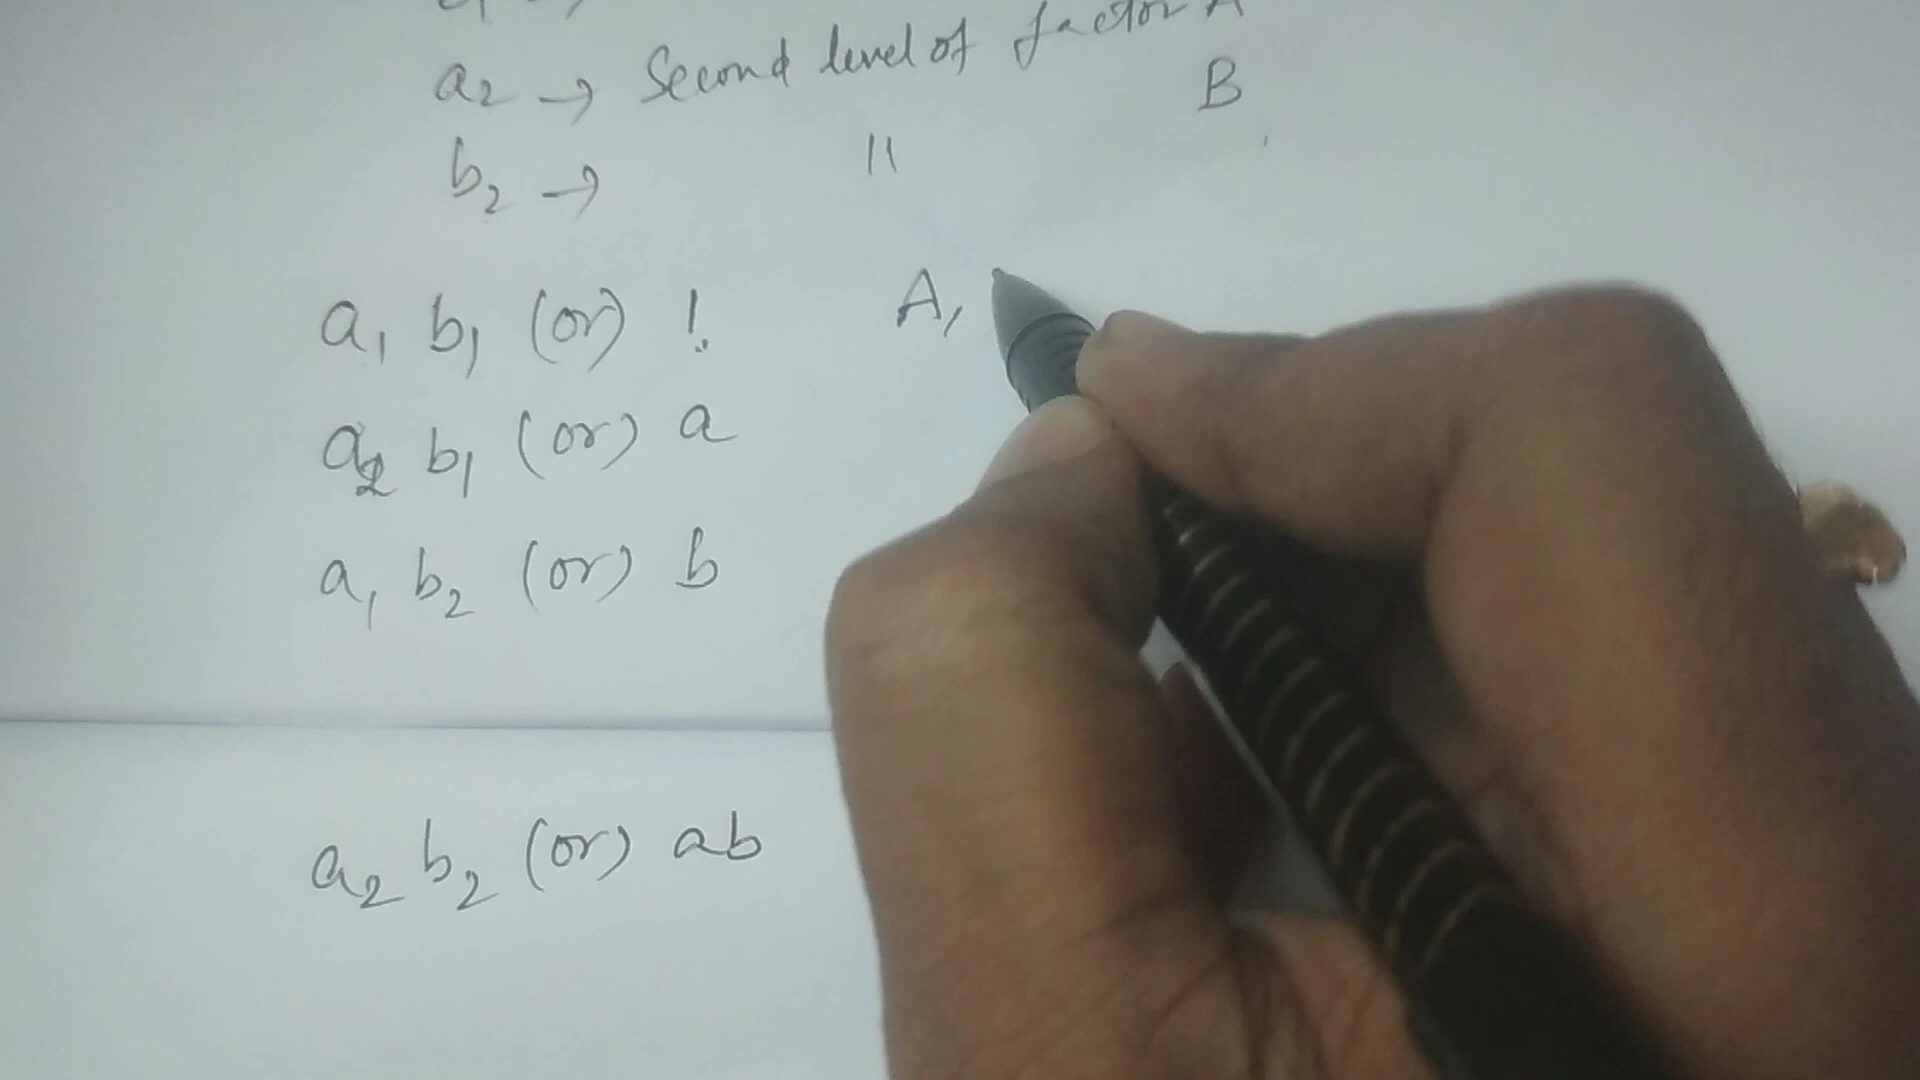 a2 → Second level of factor A
B
b2 → 11
a1 b1 (or) 1. A,
a2 b1 (or) a
a1 b2 (or) b
a2 b2 (or) ab